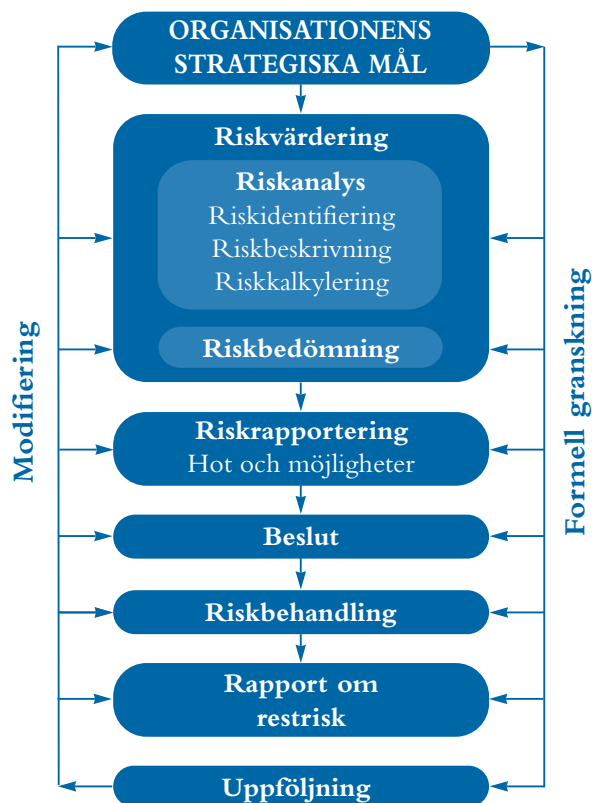 ORGANISATIONENS
STRATEGISKA MÅL
Riskvärdering
Riskanalys
Riskidentifiering
Riskbeskrivning
Riskkalkylering
Riskbedömning
Riskrapportering
Hot och möjligheter
Beslut
Riskbehandling
Rapport om
restrisk
Uppföljning
Modifiering
Formell granskning